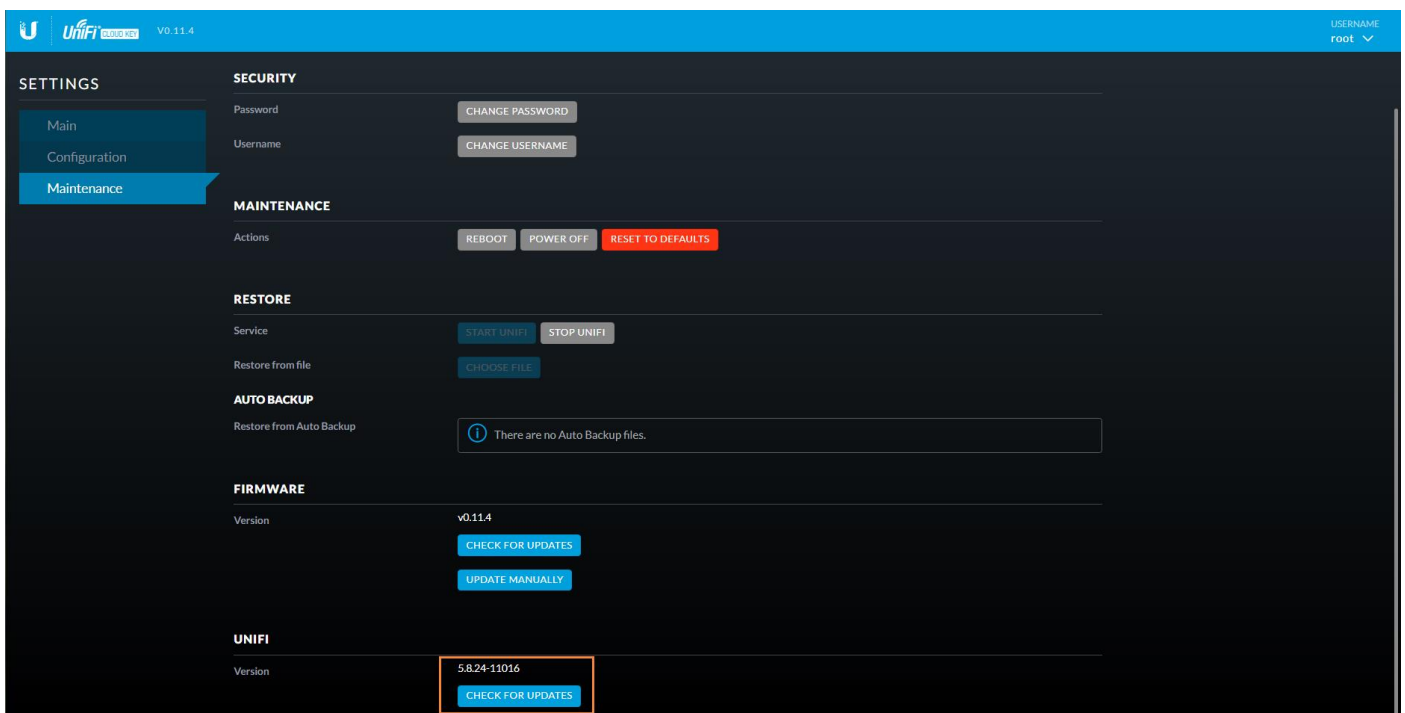 UniFi CLOUD KEY V0.11.4
USERNAME
root
SETTINGS
Main
Configuration
Maintenance
SECURITY
Password CHANGE PASSWORD
Username CHANGE USERNAME
MAINTENANCE
Actions REBOOT POWER OFF RESET TO DEFAULTS
RESTORE
Service START UNIFI STOP UNIFI
Restore from file CHOOSE FILE
AUTO BACKUP
Restore from Auto Backup There are no Auto Backup files.
FIRMWARE
Version v0.11.4
CHECK FOR UPDATES
UPDATE MANUALLY
UNIFI
Version 5.8.24-11016
CHECK FOR UPDATES